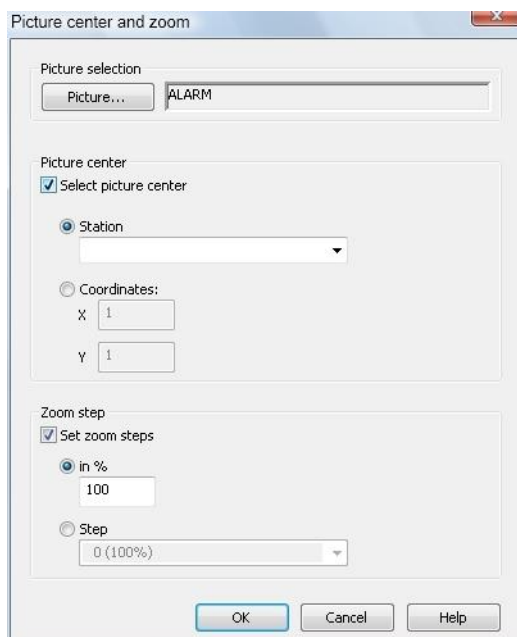 Picture center and zoom
Picture selection
Picture... ALARM
Picture center
Select picture center
Station
Coordinates:
X 1
Y 1
Zoom step
Set zoom steps
in %
100
Step
0 (100%)
OK Cancel Help